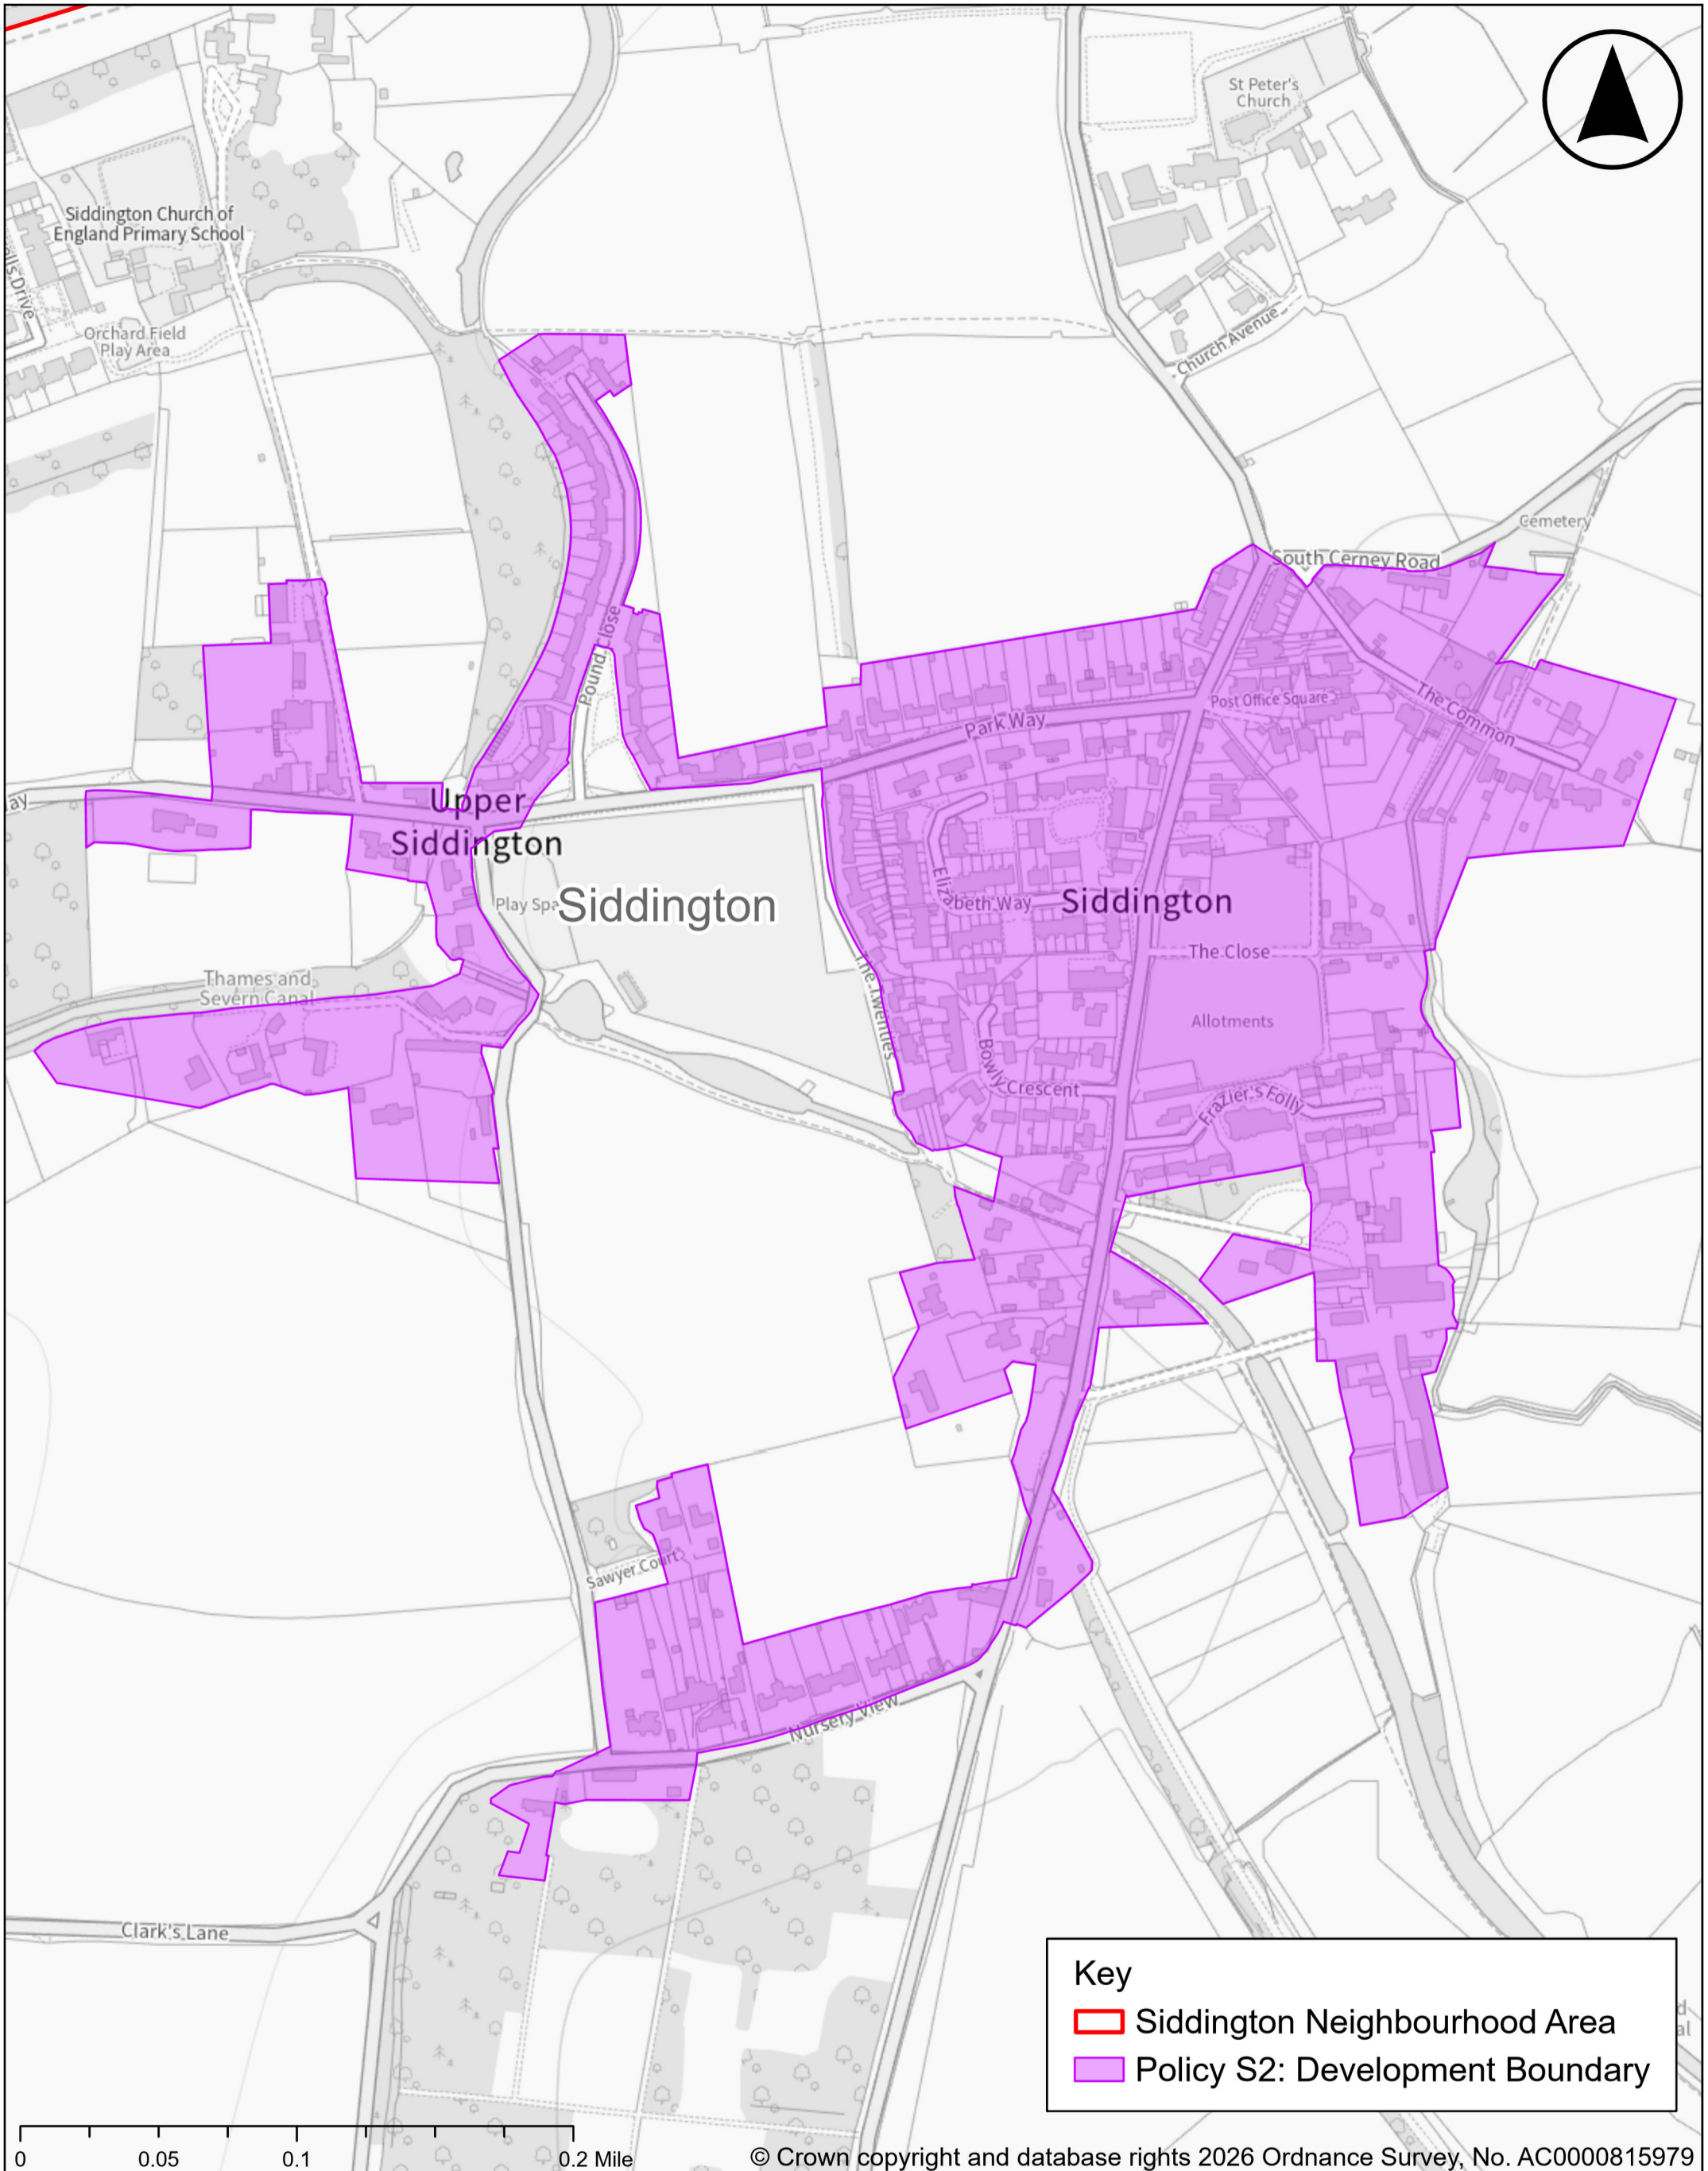 St Peter's
Church
Siddington Church of
England Primary School
Orchard Field
Play Area
Church Avenue
Cemetery
South Cerney Road
Pound Close
The Common
Post Office Square
Park Way
Upper
Siddington
Elizabeth Way
Siddington
Play Spa
Siddington
The Close
Thames and
Severn Canal
The Twenties
Allotments
Bowly Crescent
Frazier's Folly
Sawyer Court
Nursery View
Clark's Lane
Key
Siddington Neighbourhood Area
Policy S2: Development Boundary
0 0.05 0.1 0.2 Mile
© Crown copyright and database rights 2026 Ordnance Survey, No. AC0000815979